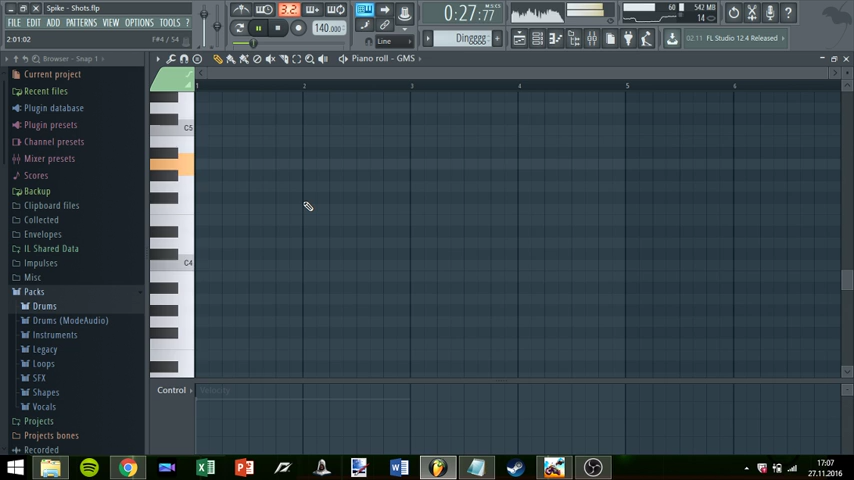 Spike - Shots.flp
FILE EDIT ADD PATTERNS VIEW OPTIONS TOOLS ?
2:01:02
F#4 / 54
3.2
140.000
Line
0:27:77
M:S:CS
Dingggg
60
542 MB
14
02:11 FL Studio 12.4 Released
Browser - Snap 1
Piano roll - GMS
Current project
Recent files
Plugin database
Plugin presets
Channel presets
Mixer presets
Scores
Backup
Clipboard files
Collected
Envelopes
IL Shared Data
Impulses
Misc
Packs
Drums
Drums (ModeAudio)
Instruments
Legacy
Loops
SFX
Shapes
Vocals
Projects
Projects bones
Recorded
1 2 3 4 5 6
C5
C4
Control
Velocity
17:07
27.11.2016